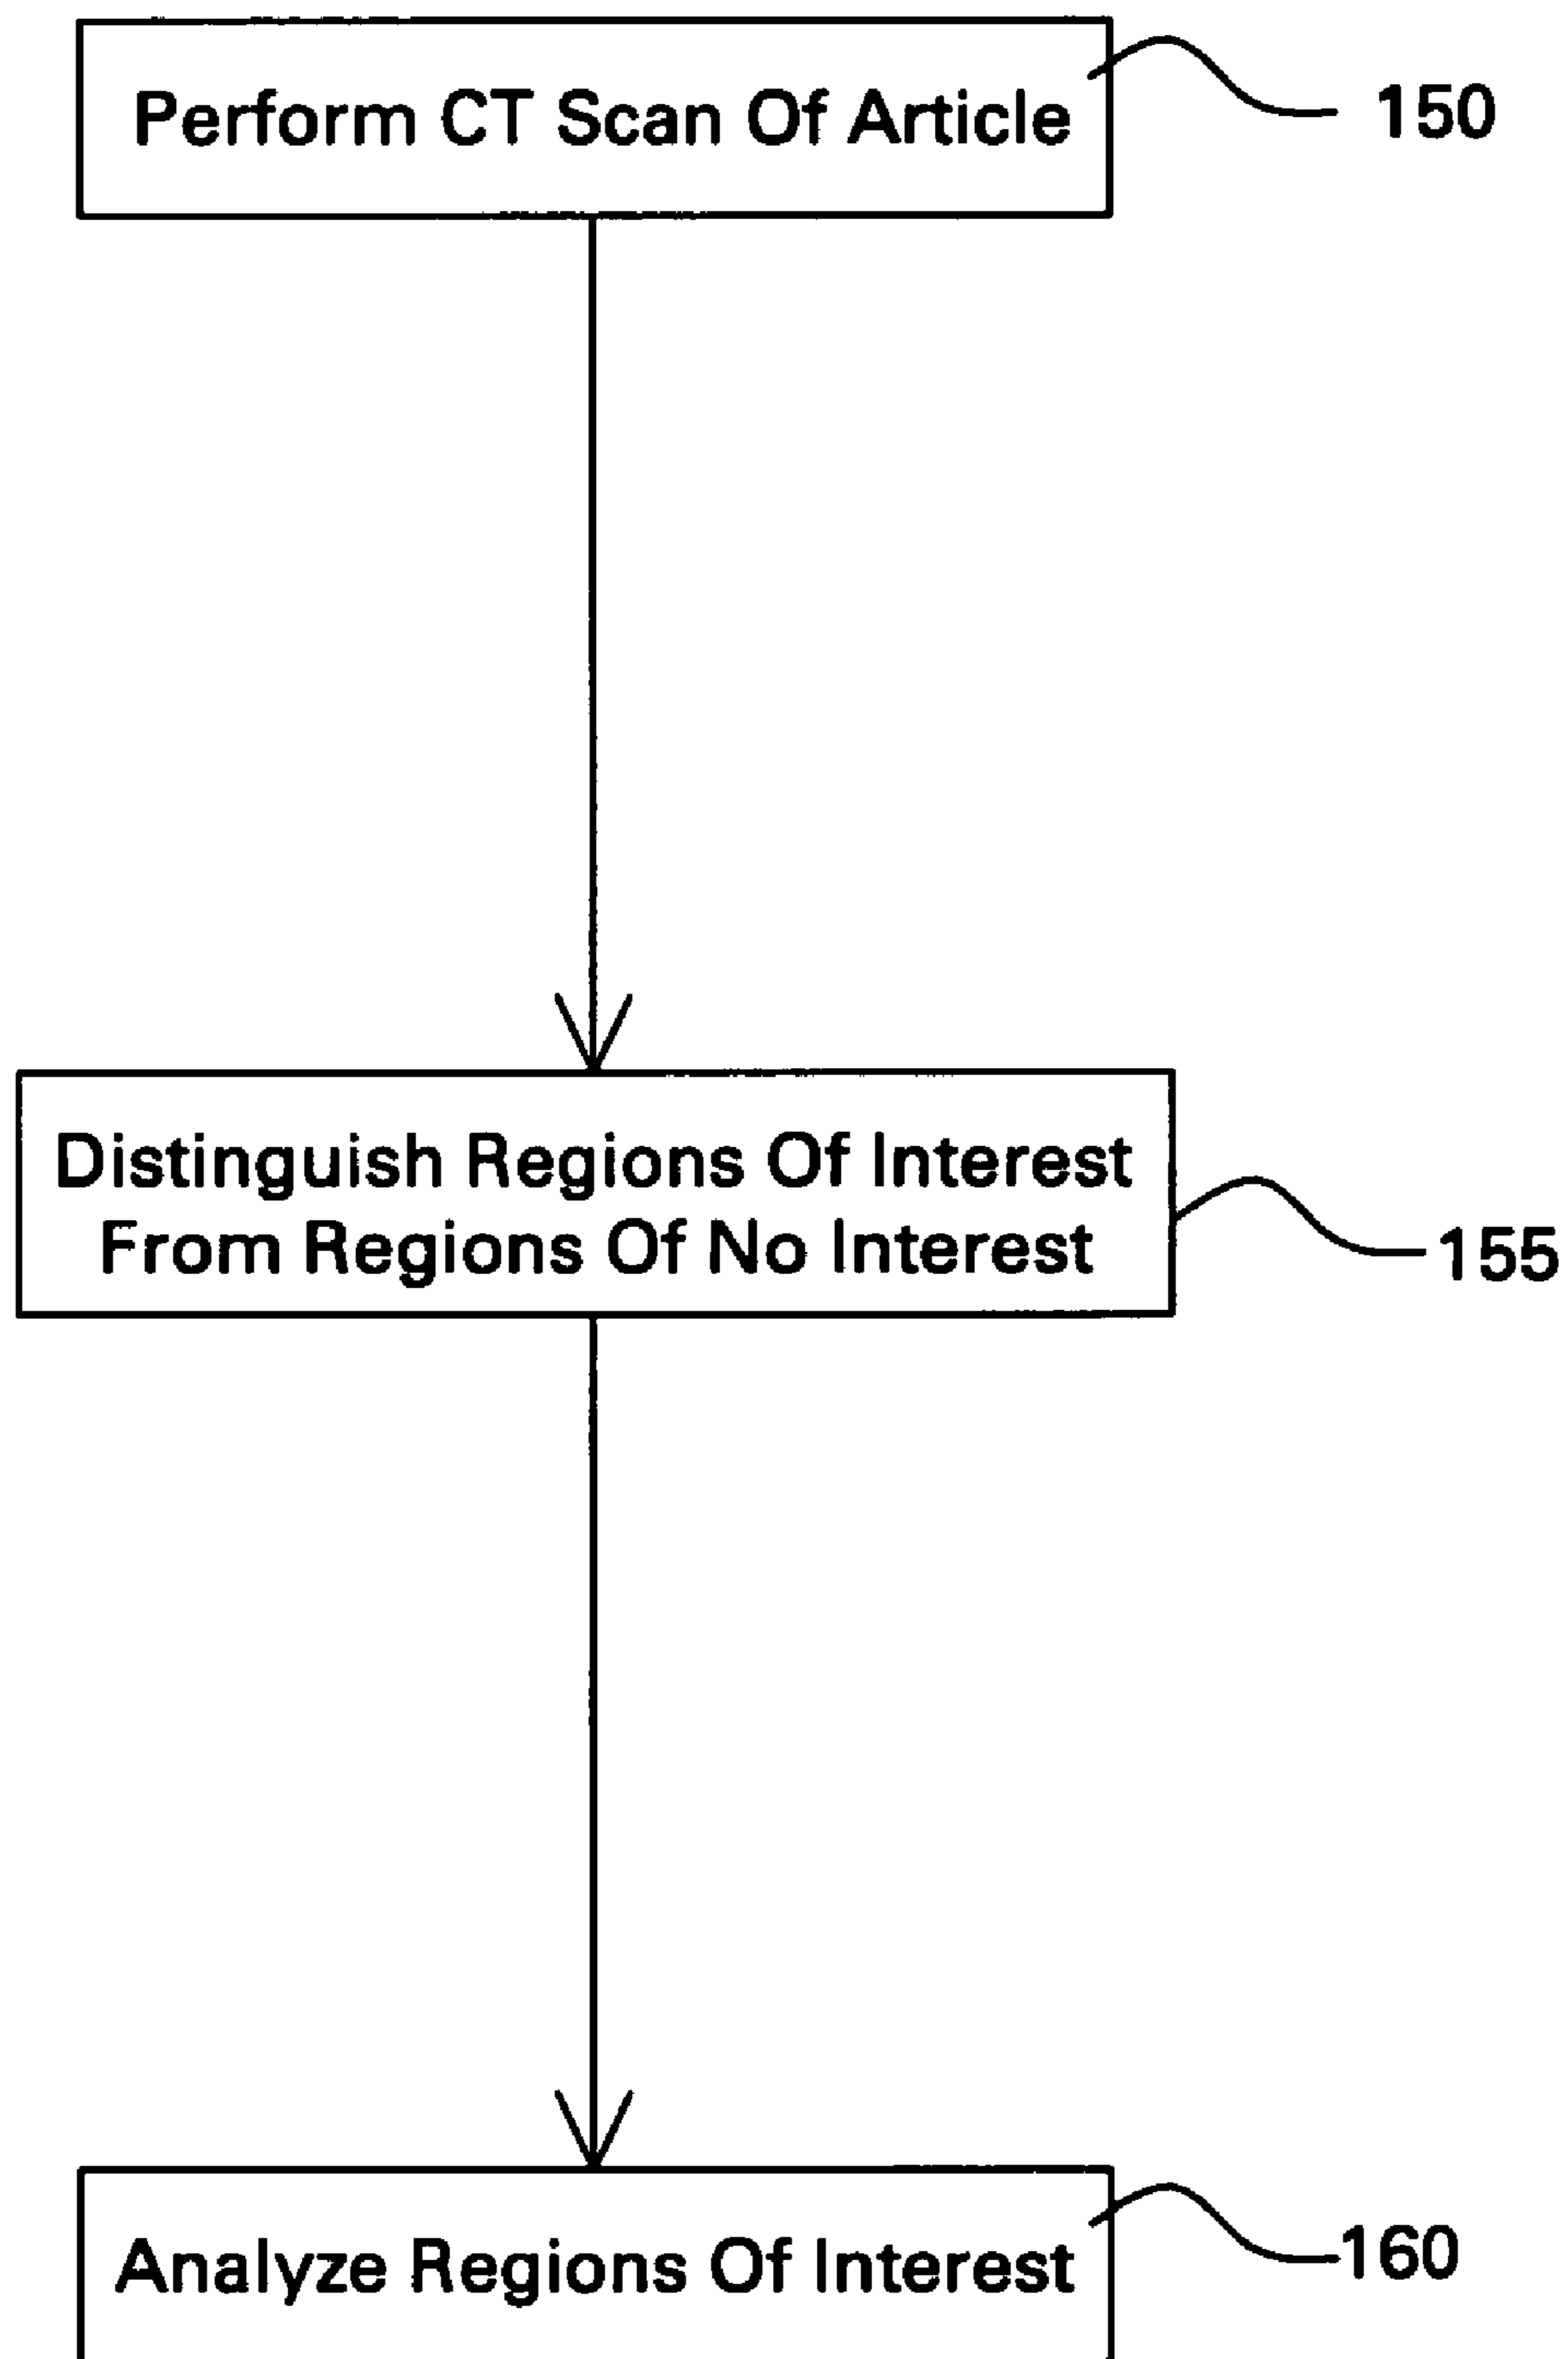 Perform CT Scan Of Article
150
Distinguish Regions Of Interest
From Regions Of No Interest
155
Analyze Regions Of Interest
160